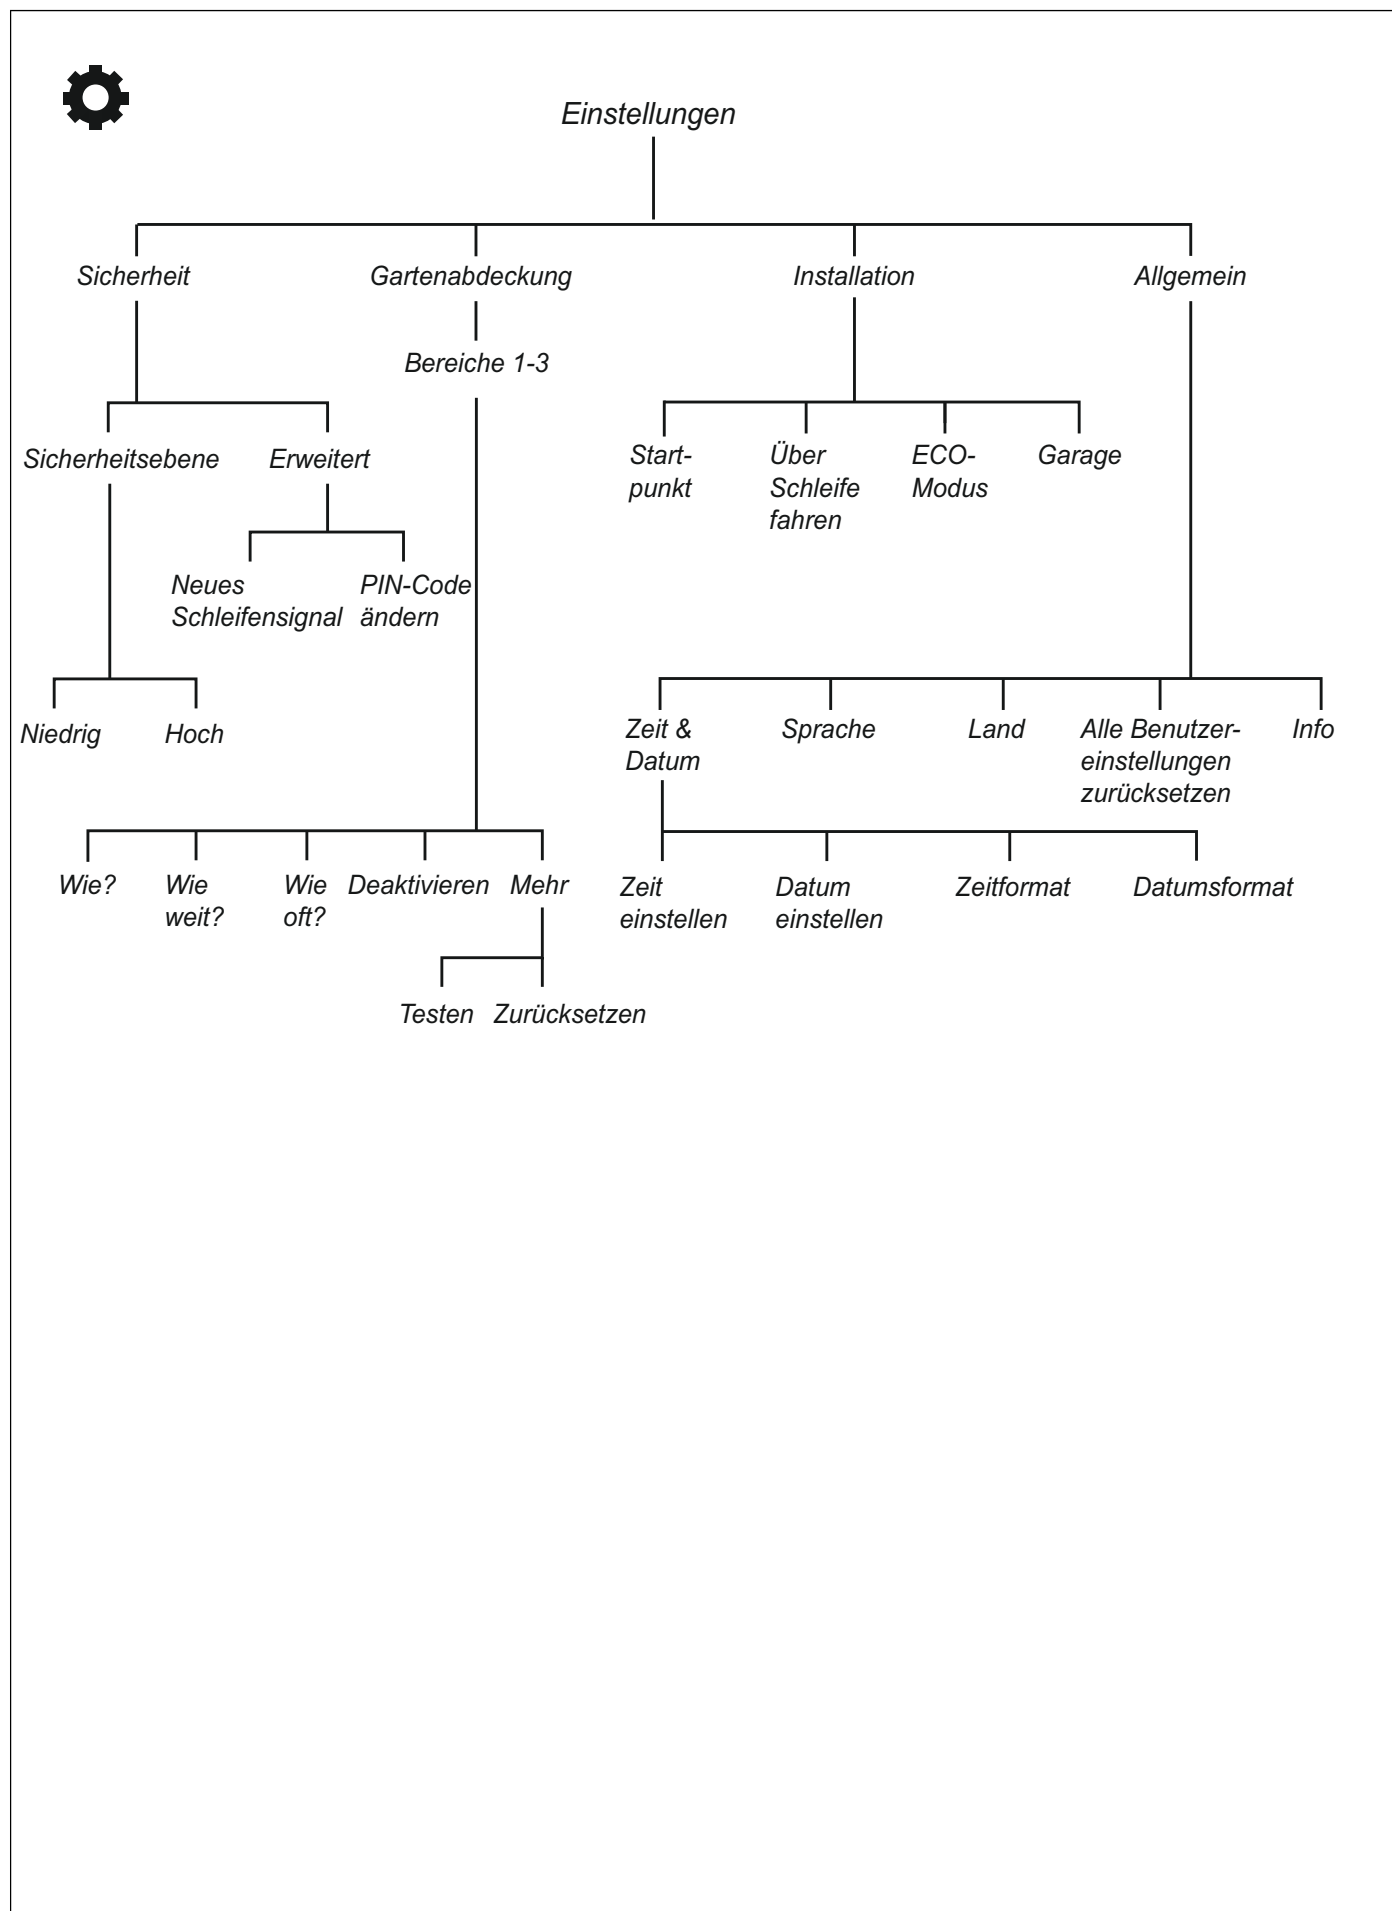 Einstellungen
Sicherheit
Gartenabdeckung
Installation
Allgemein
Bereiche 1-3
Sicherheitsebene
Erweitert
Start-
punkt
Über
Schleife
fahren
ECO-
Modus
Garage
Neues
Schleifensignal
PIN-Code
ändern
Niedrig
Hoch
Zeit &
Datum
Sprache
Land
Alle Benutzer-
einstellungen
zurücksetzen
Info
Wie?
Wie
weit?
Wie
oft?
Deaktivieren
Mehr
Zeit
einstellen
Datum
einstellen
Zeitformat
Datumsformat
Testen
Zurücksetzen